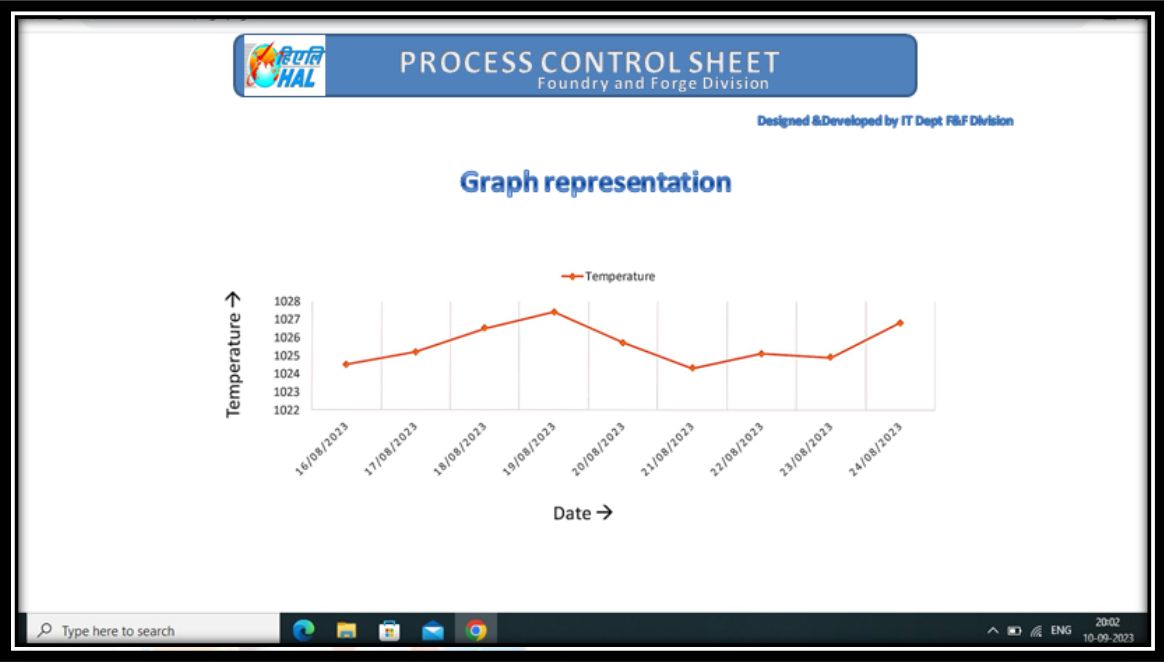 हिएलि
HAL
PROCESS CONTROL SHEET
Foundry and Forge Division
Designed &Developed by IT Dept F&F Division
Graph representation
Temperature
Temperature →
1028
1027
1026
1025
1024
1023
1022
16/08/2023
17/08/2023
18/08/2023
19/08/2023
20/08/2023
21/08/2023
22/08/2023
23/08/2023
24/08/2023
Date →
Type here to search
ENG
20:02
10-09-2023